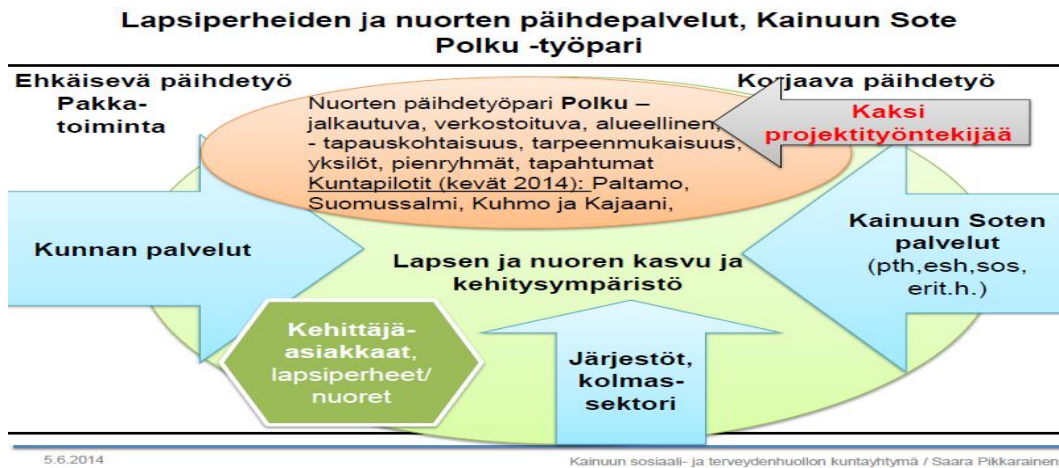 Lapsiperheiden ja nuorten päihdepalvelut, Kainuun Sote
Polku -työpari
Ehkäisevä päihdetyö
Pakka-
toiminta
Korjaava päihdetyö
Nuorten päihdetyöpari Polku –
jalkautuva, verkostoituva, alueellinen,
- tapauskohtaisuus, tarpeenmukaisuus,
yksilöt, pienryhmät, tapahtumat
Kuntapilotit (kevät 2014): Paltamo,
Suomussalmi, Kuhmo ja Kajaani,
Kaksi
projektityöntekijää
Kunnan palvelut
Lapsen ja nuoren kasvu ja
kehitysympäristö
Kainuun Soten
palvelut
(pth,esh,sos,
erit.h.)
Kehittäjä-
asiakkaat,
lapsiperheet/
nuoret
Järjestöt,
kolmas-
sektori
5.6.2014
Kainuun sosiaali- ja terveydenhuollon kuntayhtymä / Saara Pikkarainen